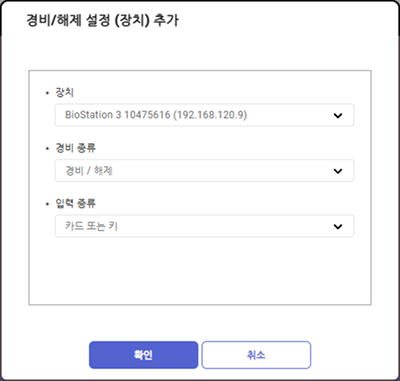 경비/해제 설정 (장치) 추가
• 장치
BioStation 3 10475616 (192.168.120.9)
• 경비 종류
경비 / 해제
• 입력 종류
카드 또는 키
확인
취소